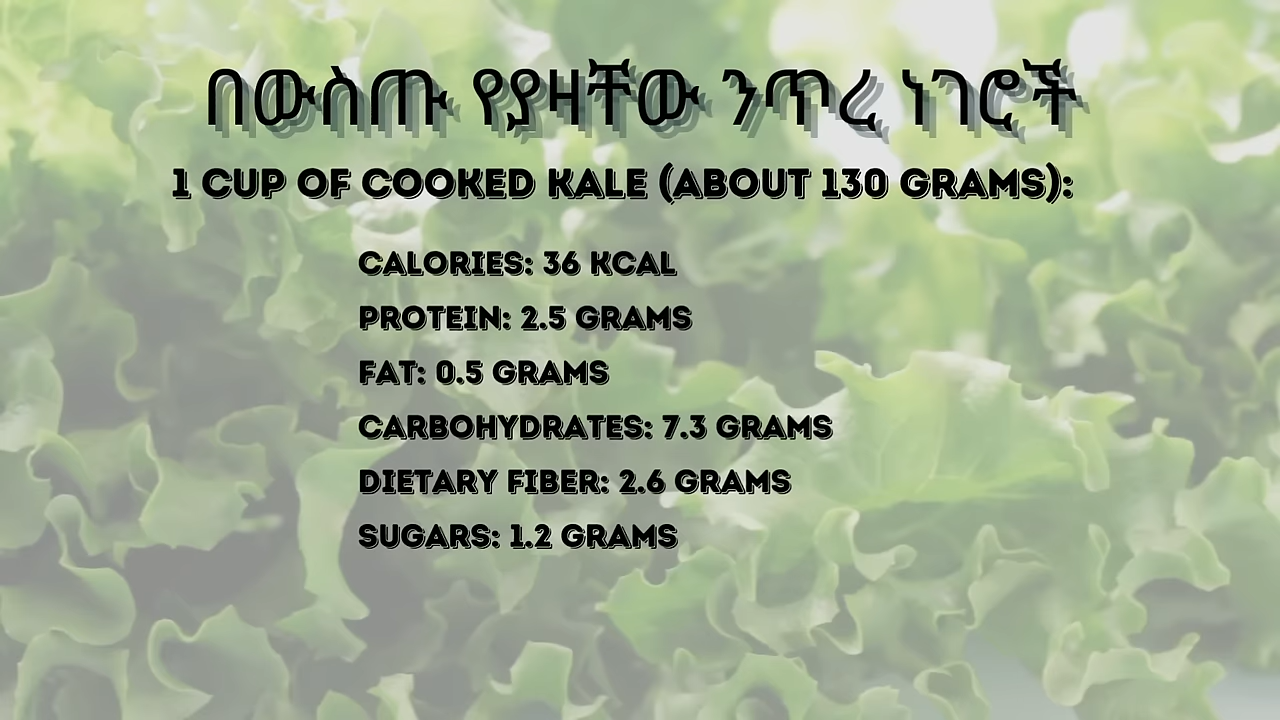 በውስጡ የያዛቸው ንጥረ ነገሮች
1 CUP OF COOKED KALE (ABOUT 130 GRAMS):
CALORIES: 36 KCAL
PROTEIN: 2.5 GRAMS
FAT: 0.5 GRAMS
CARBOHYDRATES: 7.3 GRAMS
DIETARY FIBER: 2.6 GRAMS
SUGARS: 1.2 GRAMS